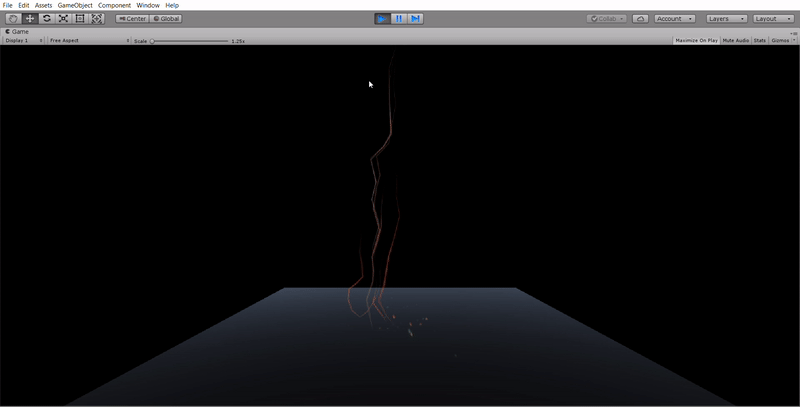 File Edit Assets GameObject Component Window Help
Center Global Collab Account Layers Layout
Game
Display 1 Free Aspect Scale 1.25x Maximize On Play Mute Audio Stats Gizmos